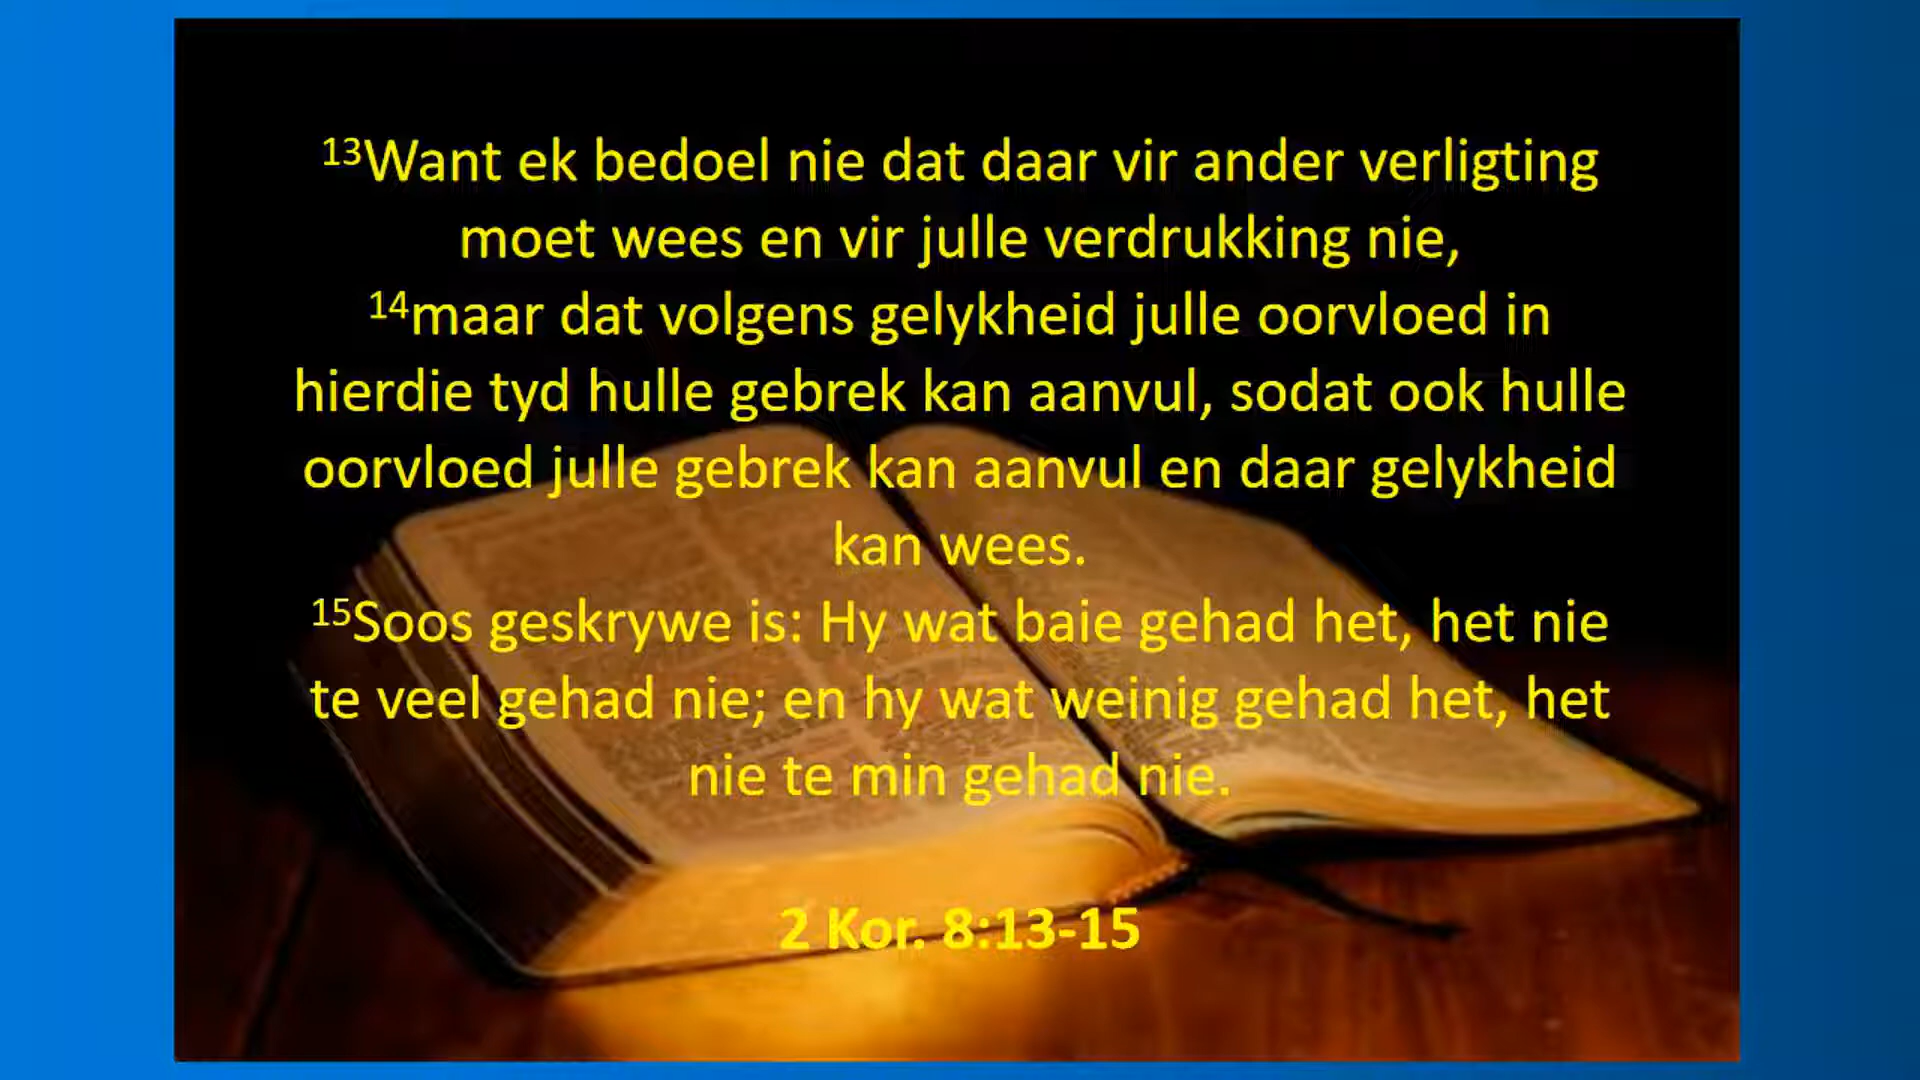 ¹³Want ek bedoel nie dat daar vir ander verligting
moet wees en vir julle verdrukking nie,
¹⁴maar dat volgens gelykheid julle oorvloed in
hierdie tyd hulle gebrek kan aanvul, sodat ook hulle
oorvloed julle gebrek kan aanvul en daar gelykheid
kan wees.
¹⁵Soos geskrywe is: Hy wat baie gehad het, het nie
te veel gehad nie; en hy wat weinig gehad het, het
nie te min gehad nie.
2 Kor. 8:13-15